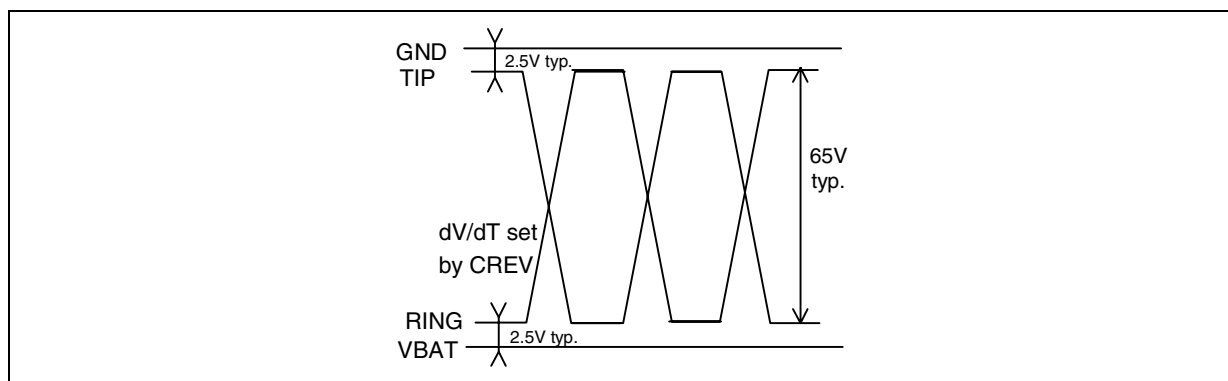 GND
2.5V typ.
TIP
65V
typ.
dV/dT set
by CREV
RING
2.5V typ.
VBAT